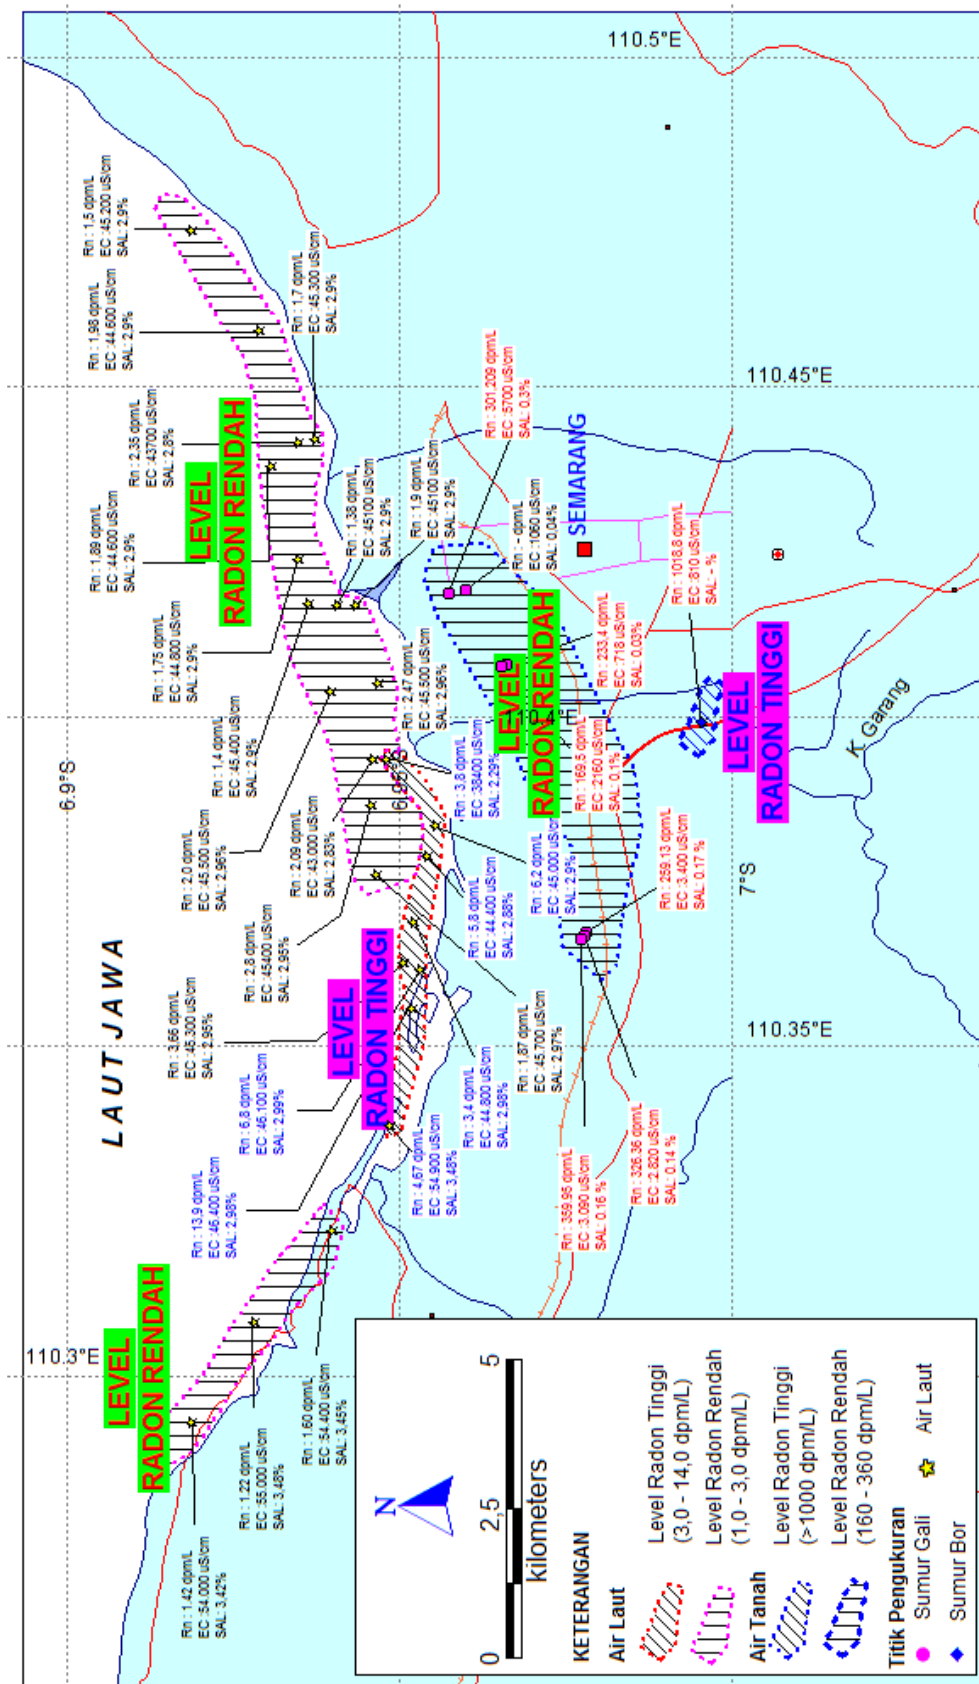 110.3°E
110.35°E
110.4°E
110.45°E
110.5°E
6.9°S
6.95°S
7°S
LAUT JAWA
LEVEL
RADON RENDAH
LEVEL
RADON TINGGI
LEVEL
RADON RENDAH
LEVEL
RADON RENDAH
LEVEL
RADON TINGGI
SEMARANG
K Garang
Rn : 1.42 dpm/L
EC: 54.000 uS/cm
SAL: 3,42%
Rn : 1.22 dpm/L
EC: 55.000 uS/cm
SAL: 3,48%
Rn : 1.60 dpm/L
EC: 54.400 uS/cm
SAL: 3,45%
Rn : 13,9 dpm/L
EC: 46.400 uS/cm
SAL: 2.98%
Rn : 6,8 dpm/L
EC: 46.100 uS/cm
SAL: 2.99%
Rn : 3,66 dpm/L
EC: 45.300 uS/cm
SAL: 2.95%
Rn : 2,8 dpm/L
EC: 45400 uS/cm
SAL: 2.95%
Rn : 2.09 dpm/L
EC: 43.000 uS/cm
SAL: 2.83%
Rn : 2.0 dpm/L
EC: 45.500 uS/cm
SAL: 2.96%
Rn : 1,4 dpm/L
EC: 45.400 uS/cm
SAL: 2.9%
Rn : 1,75 dpm/L
EC: 44.800 uS/cm
SAL: 2.9%
Rn : 1,89 dpm/L
EC: 44.600 uS/cm
SAL: 2.9%
Rn : 2,35 dpm/L
EC: 43700 uS/cm
SAL: 2.8%
Rn : 1,98 dpm/L
EC: 44.600 uS/cm
SAL: 2.9%
Rn : 1,5 dpm/L
EC: 45.200 uS/cm
SAL: 2.9%
Rn : 1,7 dpm/L
EC: 45.300 uS/cm
SAL: 2.9%
Rn : 1,38 dpm/L
EC: 45100 uS/cm
SAL: 2.9%
Rn : 1,9 dpm/L
EC: 45100 uS/cm
SAL: 2.9%
Rn : 2.47 dpm/L
EC: 45.500 uS/cm
SAL: 2.96%
Rn : 3,8 dpm/L
EC: 38400 uS/cm
SAL: 2.29%
Rn : 6.2 dpm/L
EC: 45.000 uS/cm
SAL: 2.9%
Rn : 5,8 dpm/L
EC: 44.400 uS/cm
SAL: 2.88%
Rn : 1,87 dpm/L
EC: 45.700 uS/cm
SAL: 2.97%
Rn : 3.4 dpm/L
EC: 44.800 uS/cm
SAL: 2.98%
Rn : 4.67 dpm/L
EC: 54.900 uS/cm
SAL: 3,48%
Rn : 301.209 dpm/L
EC: 5700 uS/cm
SAL: 0.3%
Rn : - dpm/L
EC: 1060 uS/cm
SAL: 0.04%
Rn : 1018.8 dpm/L
EC: 810 uS/cm
SAL: - %
Rn : 233.4 dpm/L
EC: 718 uS/cm
SAL: 0.03%
Rn : 169.5 dpm/L
EC: 2160 uS/cm
SAL: 0.1%
Rn : 259.13 dpm/L
EC: 3.400 uS/cm
SAL: 0.17 %
Rn : 326.36 dpm/L
EC: 2.820 uS/cm
SAL: 0.14 %
Rn : 359.95 dpm/L
EC: 3.090 uS/cm
SAL: 0.16 %
N
0
2,5
5
kilometers
KETERANGAN
Air Laut
Level Radon Tinggi
(3,0 - 14,0 dpm/L)
Level Radon Rendah
(1,0 - 3,0 dpm/L)
Air Tanah
Level Radon Tinggi
(>1000 dpm/L)
Level Radon Rendah
(160 - 360 dpm/L)
Titik Pengukuran
Sumur Gali
Air Laut
Sumur Bor